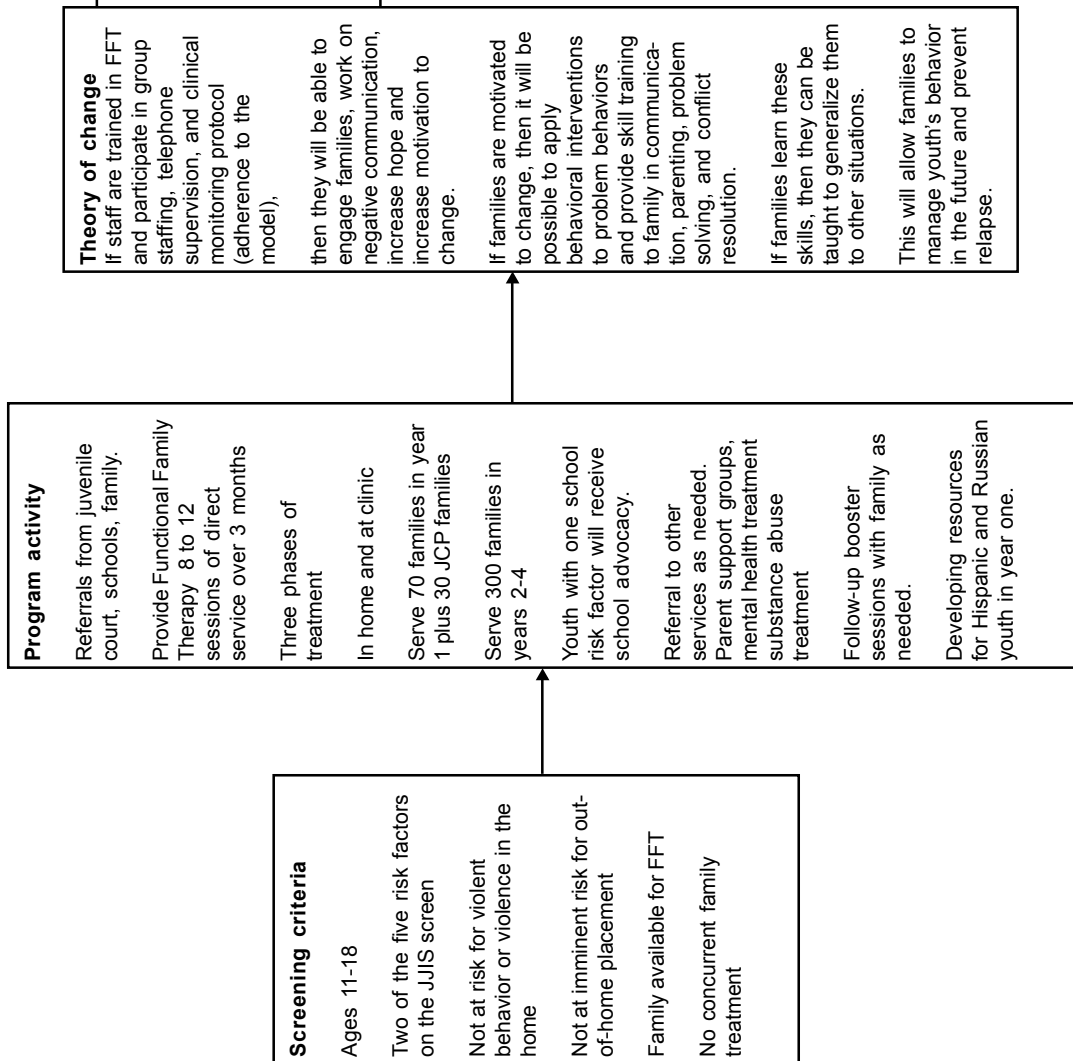 Screening criteria
Ages 11-18
Two of the five risk factors
on the JJIS screen
Not at risk for violent
behavior or violence in the
home
Not at imminent risk for out-
of-home placement
Family available for FFT
No concurrent family
treatment
Program activity
Referrals from juvenile
court, schools, family.
Provide Functional Family
Therapy 8 to 12
sessions of direct
service over 3 months
Three phases of
treatment
In home and at clinic
Serve 70 families in year
1 plus 30 JCP families
Serve 300 families in
years 2-4
Youth with one school
risk factor will receive
school advocacy.
Referral to other
services as needed.
Parent support groups,
mental health treatment
substance abuse
treatment
Follow-up booster
sessions with family as
needed.
Developing resources
for Hispanic and Russian
youth in year one.
Theory of change
If staff are trained in FFT
and participate in group
staffing, telephone
supervision, and clinical
monitoring protocol
(adherence to the
model),
then they will be able to
engage families, work on
negative communication,
increase hope and
increase motivation to
change.
If families are motivated
to change, then it will be
possible to apply
behavioral interventions
to problem behaviors
and provide skill training
to family in communica-
tion, parenting, problem
solving, and conflict
resolution.
If families learn these
skills, then they can be
taught to generalize them
to other situations.
This will allow families to
manage youth's behavior
in the future and prevent
relapse.